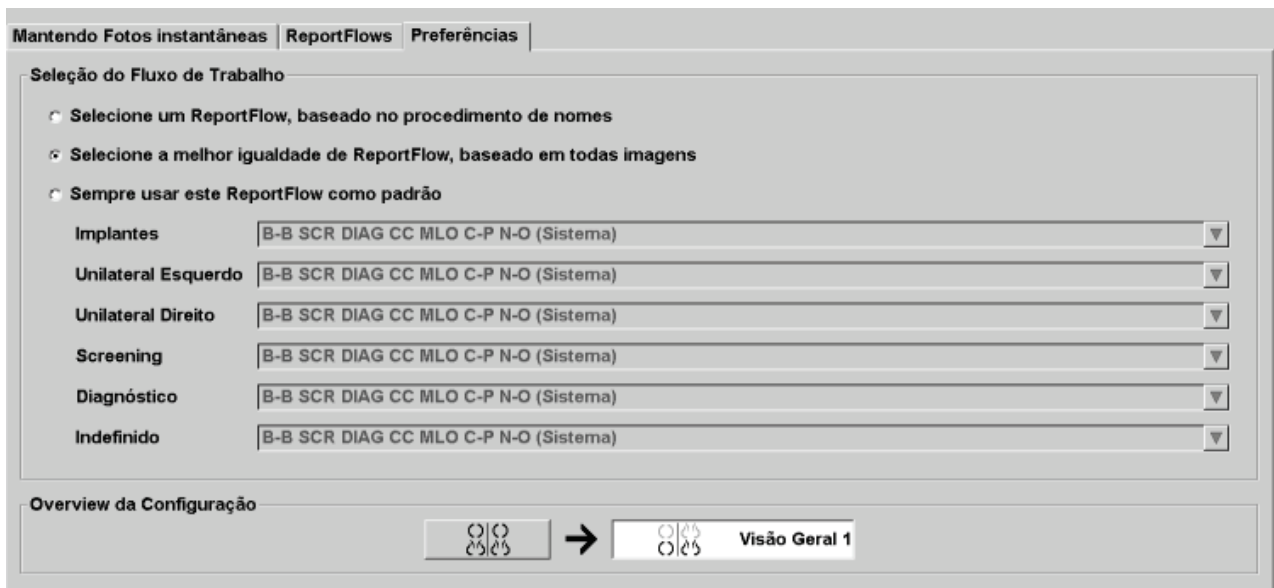 Mantendo Fotos instantâneas ReportFlows Preferências
Seleção do Fluxo de Trabalho
Selecione um ReportFlow, baseado no procedimento de nomes
Selecione a melhor igualdade de ReportFlow, baseado em todas imagens
Sempre usar este ReportFlow como padrão
Implantes B-B SCR DIAG CC MLO C-P N-O (Sistema)
Unilateral Esquerdo B-B SCR DIAG CC MLO C-P N-O (Sistema)
Unilateral Direito B-B SCR DIAG CC MLO C-P N-O (Sistema)
Screening B-B SCR DIAG CC MLO C-P N-O (Sistema)
Diagnóstico B-B SCR DIAG CC MLO C-P N-O (Sistema)
Indefinido B-B SCR DIAG CC MLO C-P N-O (Sistema)
Overview da Configuração
Visão Geral 1